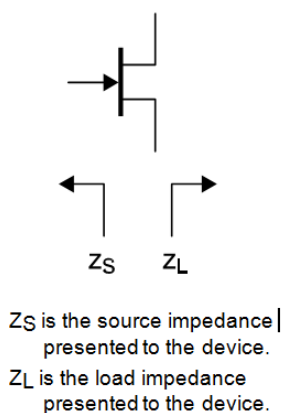 ZS ZL
ZS is the source impedance
presented to the device.
ZL is the load impedance
presented to the device.